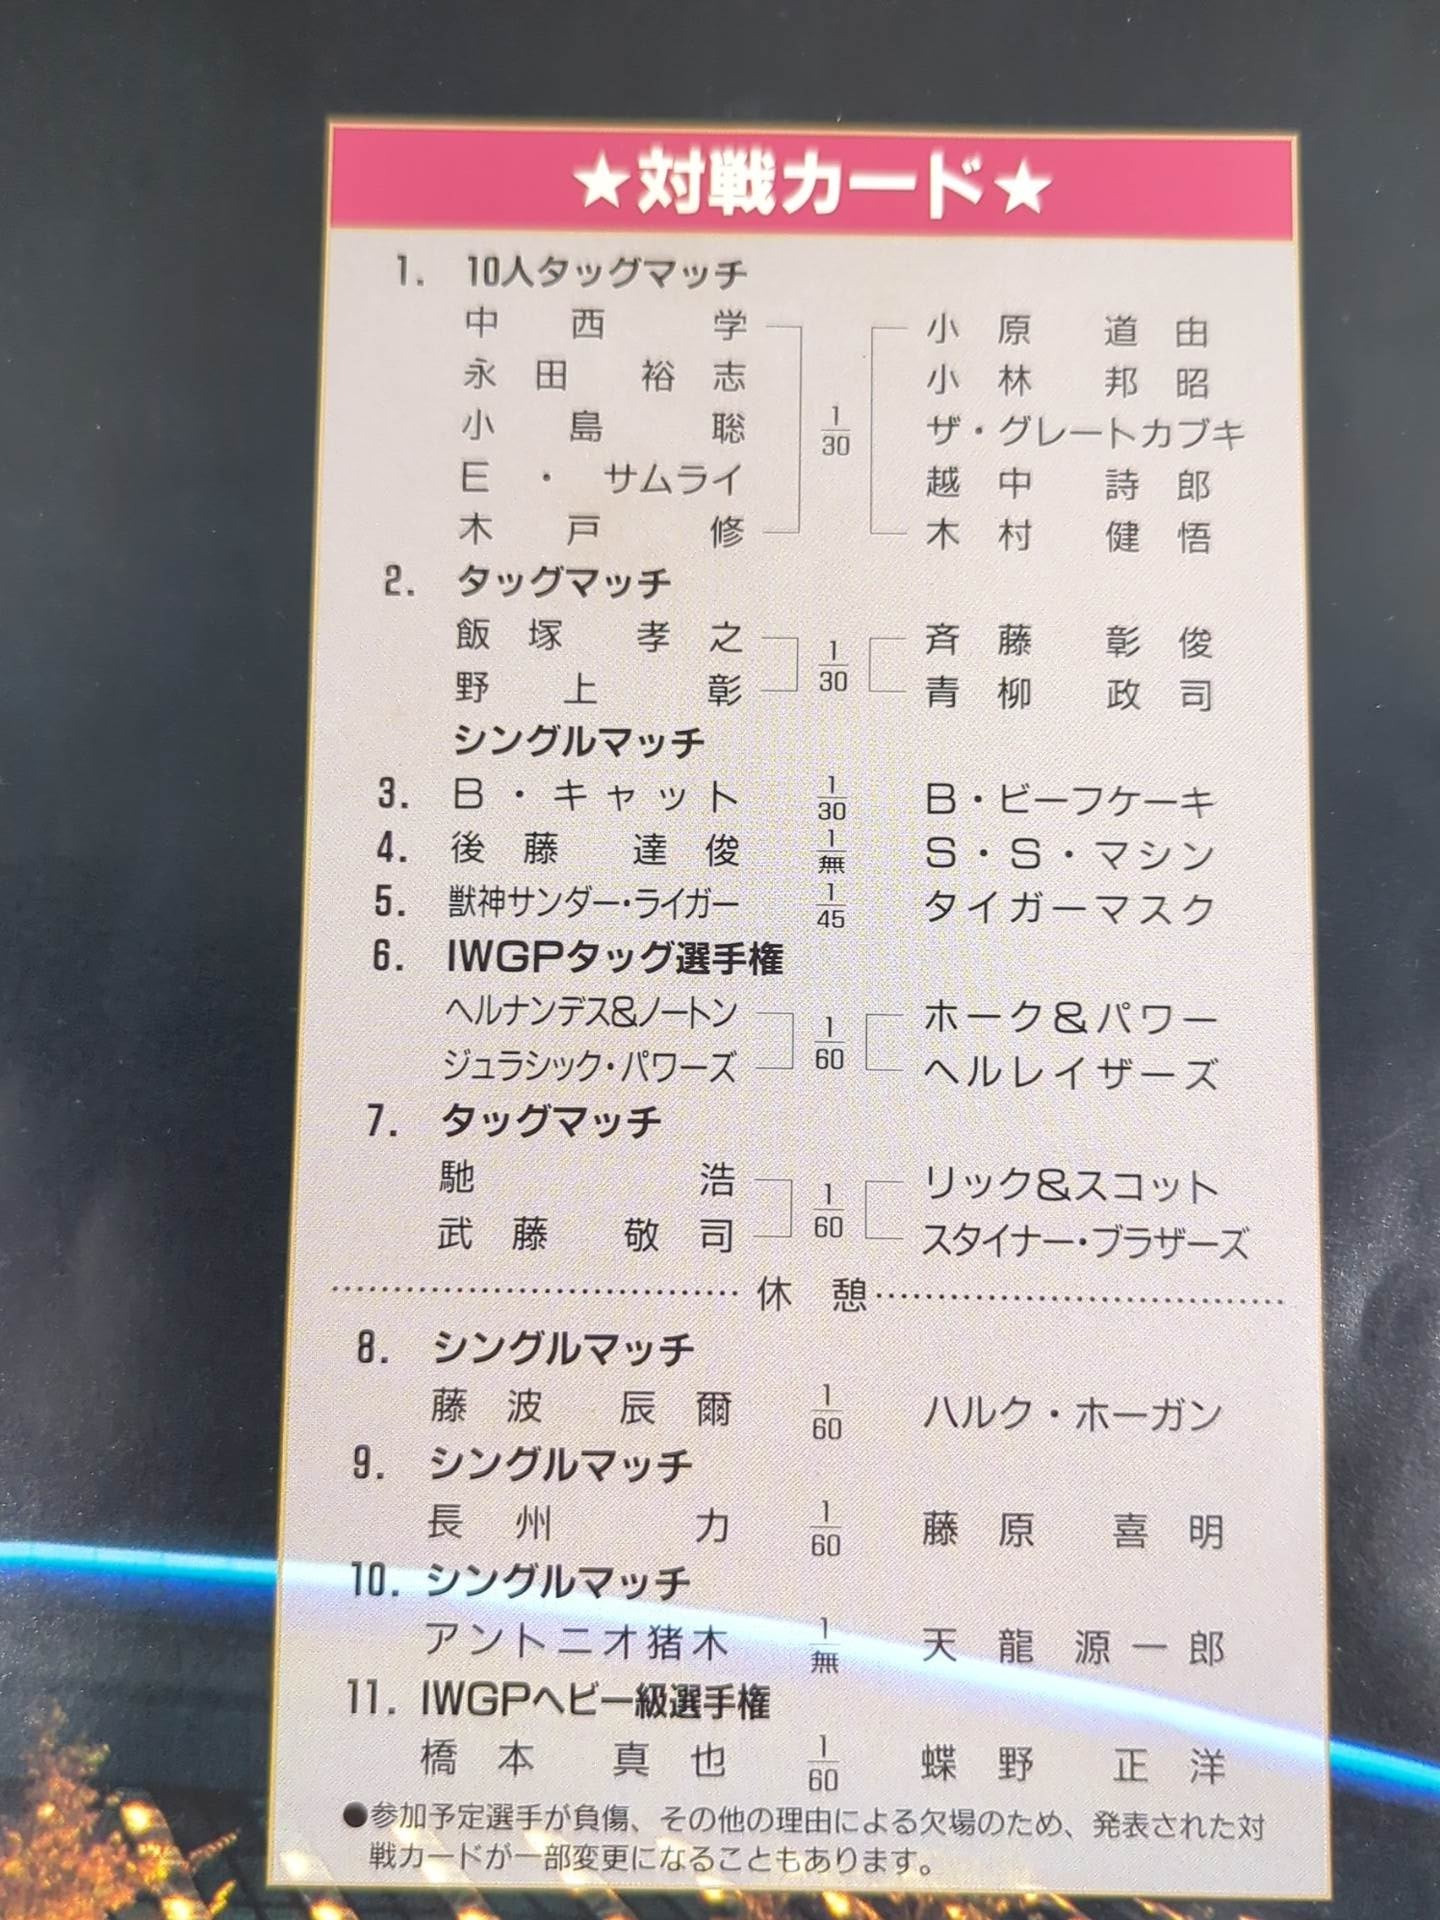 ★対戦カード★
1. 10人タッグマッチ
中西学 小原道由
永田裕志 小林邦昭
小島聡 1/30 ザ・グレートカブキ
E・サムライ 越中詩郎
木戸修 木村健悟
2. タッグマッチ
飯塚孝之 1/30 斉藤彰俊
野上彰 青柳政司
シングルマッチ
3. B・キャット 1/30 B・ビーフケーキ
4. 後藤達俊 1/無 S・S・マシン
5. 獣神サンダー・ライガー 1/45 タイガーマスク
6. IWGPタッグ選手権
ヘルナンデス&ノートン 1/60 ホーク&パワー
ジュラシック・パワーズ ヘルレイザーズ
7. タッグマッチ
馳浩 1/60 リック&スコット
武藤敬司 スタイナー・ブラザーズ
休憩
8. シングルマッチ
藤波辰爾 1/60 ハルク・ホーガン
9. シングルマッチ
長州力 1/60 藤原喜明
10. シングルマッチ
アントニオ猪木 1/無 天龍源一郎
11. IWGPヘビー級選手権
橋本真也 1/60 蝶野正洋
●参加予定選手が負傷、その他の理由による欠場のため、発表された対
戦カードが一部変更になることもあります。